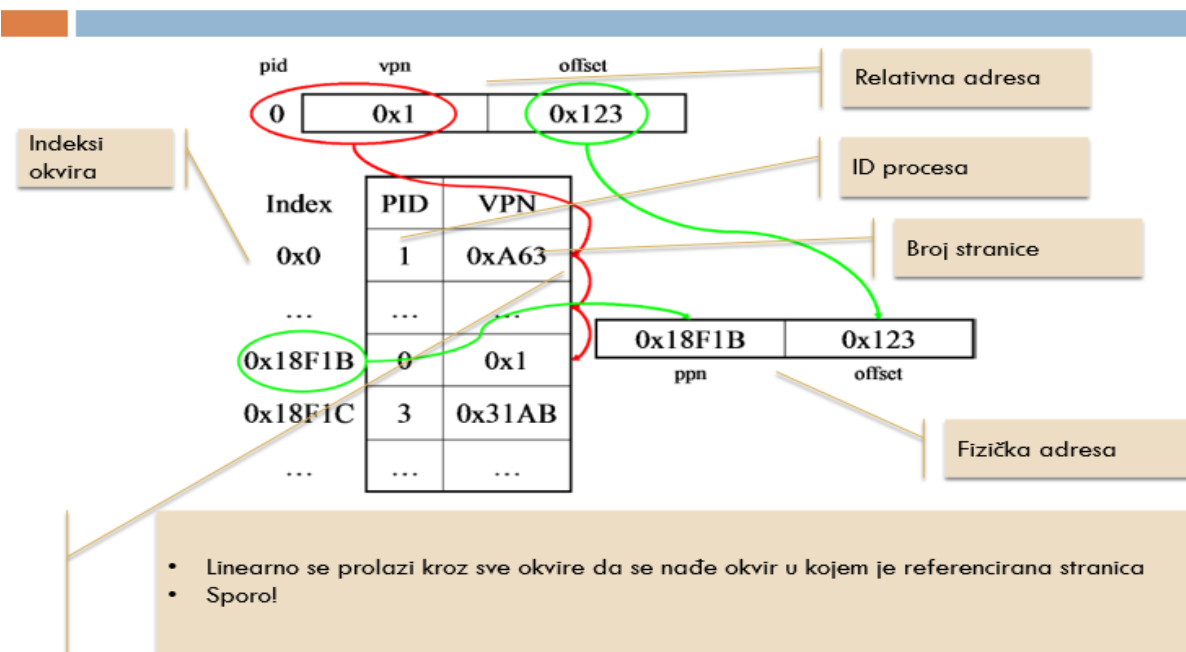 pid vpn offset
0 0x1 0x123
Relativna adresa
Indeksi
okvira
ID procesa
Index PID VPN
0x0 1 0xA63
Broj stranice
... ... ...
0x18F1B 0 0x1
0x18F1B 0x123
ppn offset
0x18F1C 3 0x31AB
Fizička adresa
... ... ...
• Linearno se prolazi kroz sve okvire da se nađe okvir u kojem je referencirana stranica
• Sporo!